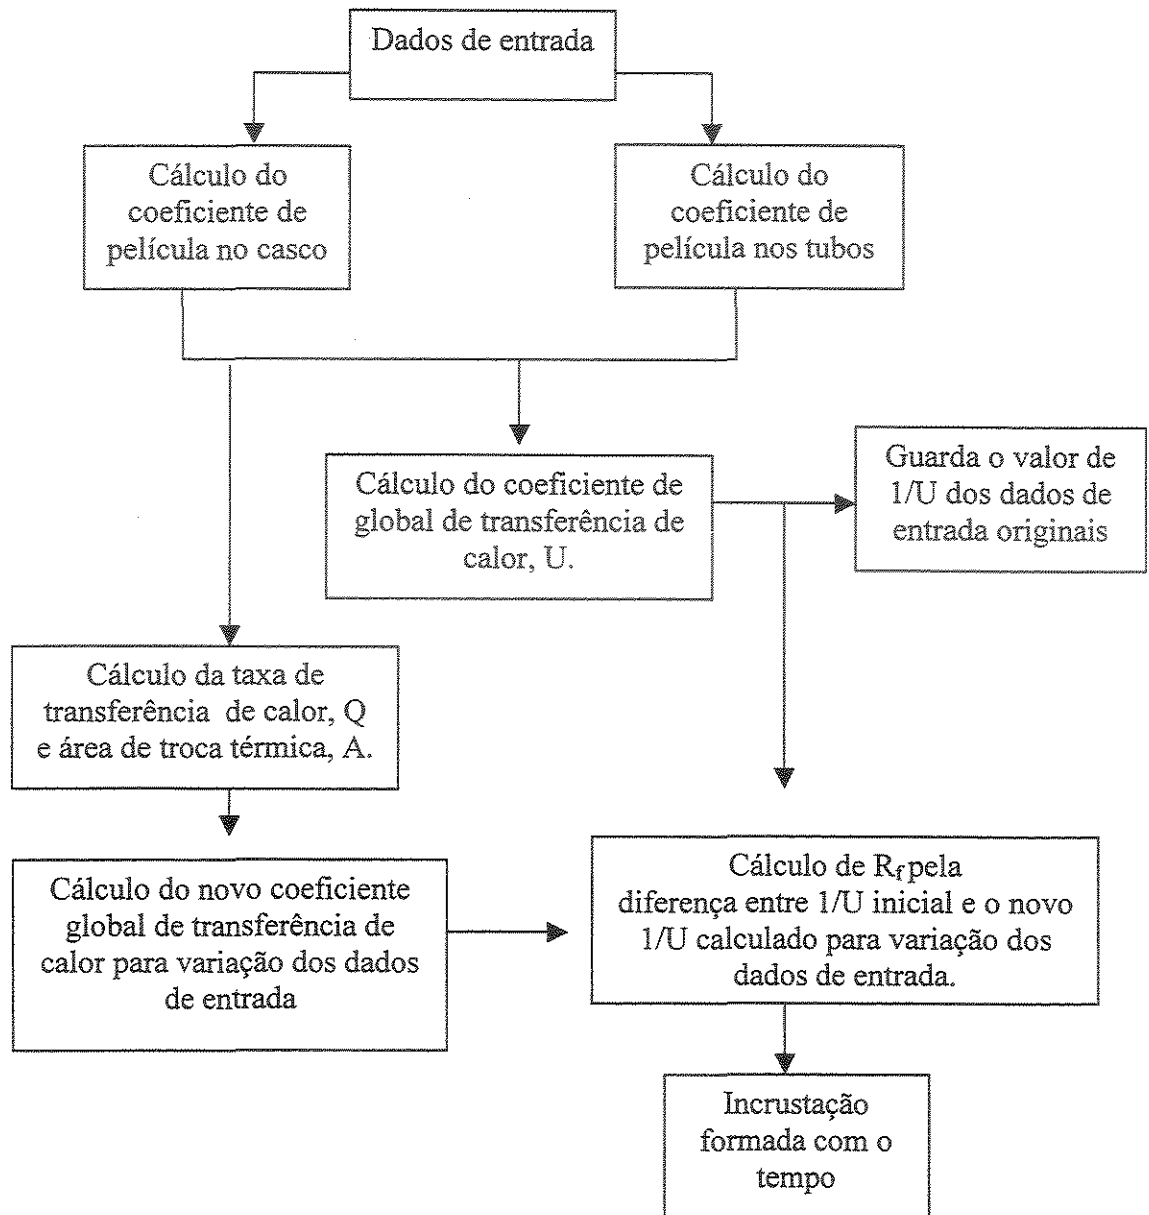 Dados de entrada
Cálculo do
coeficiente de
película no casco
Cálculo do
coeficiente de
película nos tubos
Cálculo do coeficiente de
global de transferência de
calor, U.
Guarda o valor de
1/U dos dados de
entrada originais
Cálculo da taxa de
transferência de calor, Q
e área de troca térmica, A.
Cálculo do novo coeficiente
global de transferência de
calor para variação dos dados
de entrada
Cálculo de Rf pela
diferença entre 1/U inicial e o novo
1/U calculado para variação dos
dados de entrada.
Incrustação
formada com o
tempo